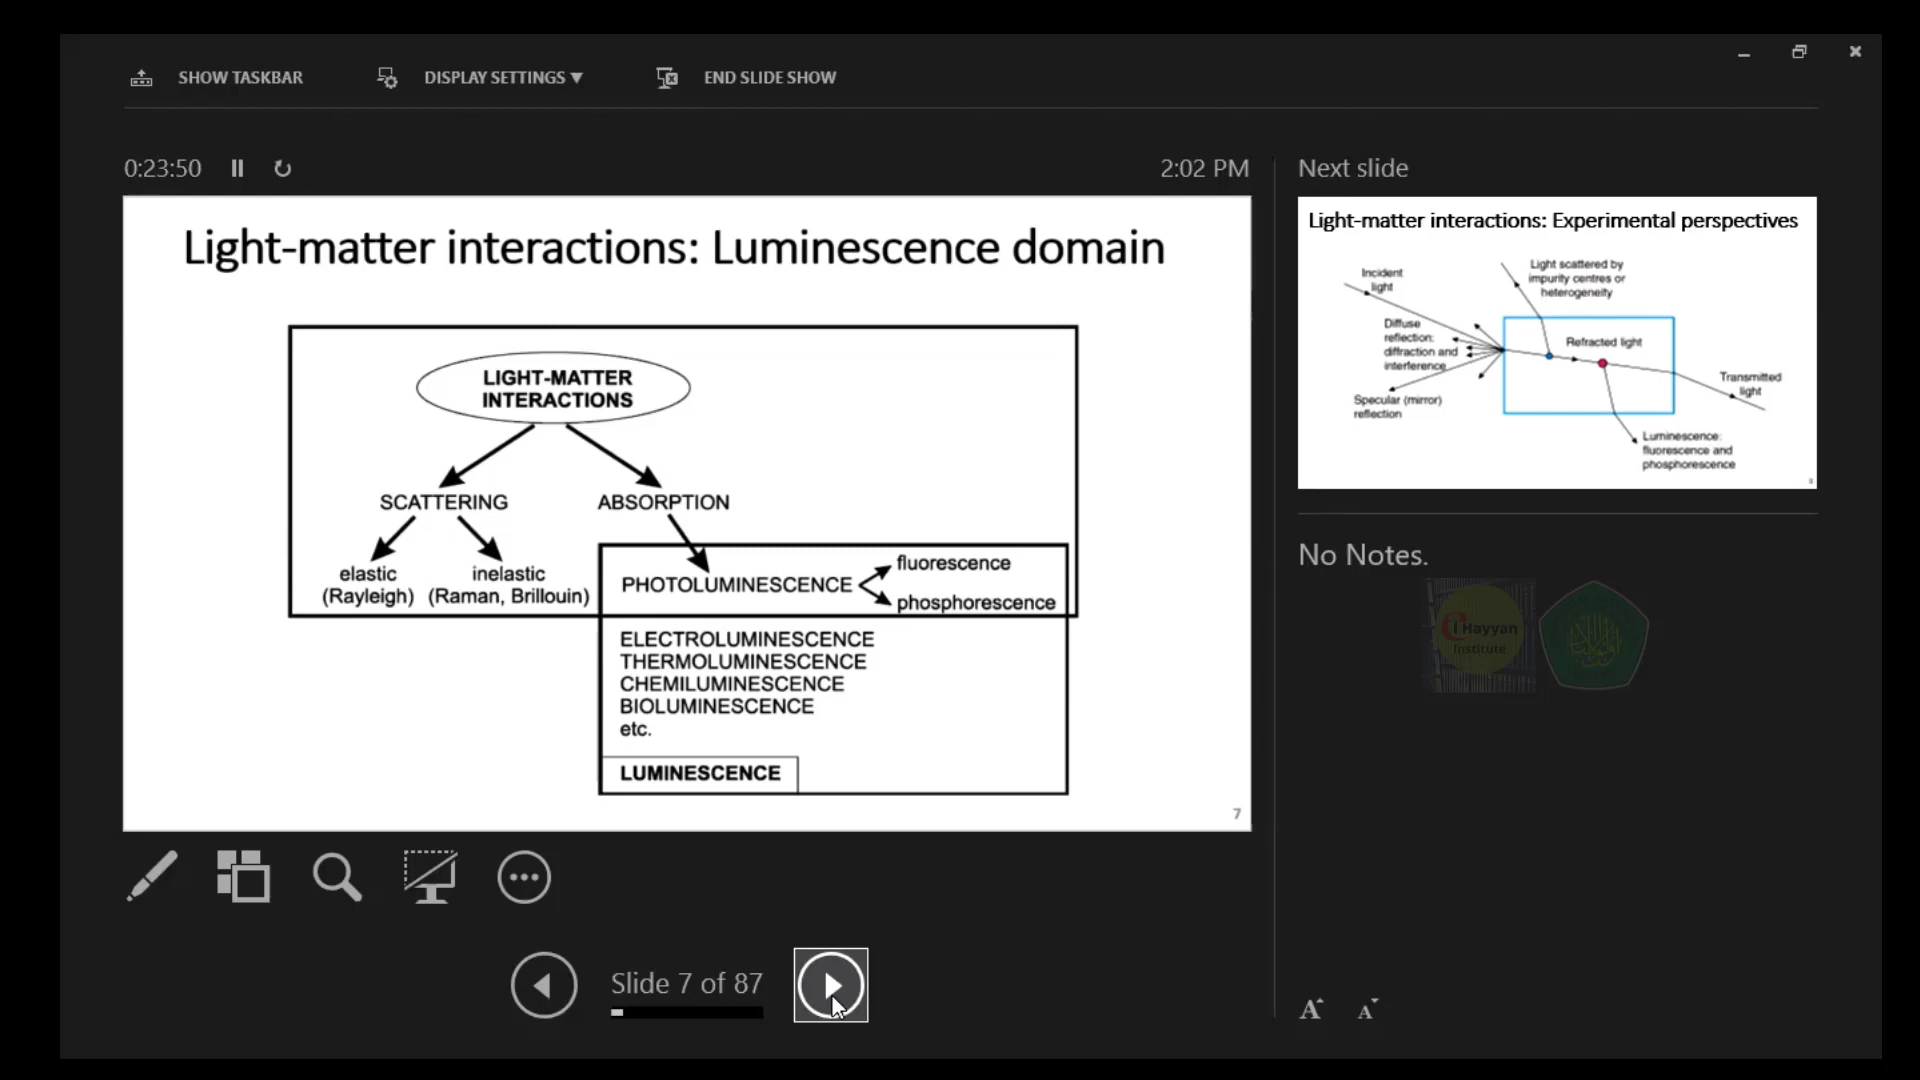 SHOW TASKBAR
DISPLAY SETTINGS ▼
END SLIDE SHOW
0:23:50
2:02 PM
Light-matter interactions: Luminescence domain
LIGHT-MATTER
INTERACTIONS
SCATTERING
ABSORPTION
elastic
(Rayleigh)
inelastic
(Raman, Brillouin)
PHOTOLUMINESCENCE
fluorescence
phosphorescence
ELECTROLUMINESCENCE
THERMOLUMINESCENCE
CHEMILUMINESCENCE
BIOLUMINESCENCE
etc.
LUMINESCENCE
7
Slide 7 of 87
Next slide
Light-matter interactions: Experimental perspectives
Incident
light
Light scattered by
impurity centres or
heterogeneity
Diffuse
reflection:
diffraction and
interference
Refracted light
Specular (mirror)
reflection
Transmitted
light
Luminescence:
fluorescence and
phosphorescence
8
No Notes.
Hayyan
Institute
A
A